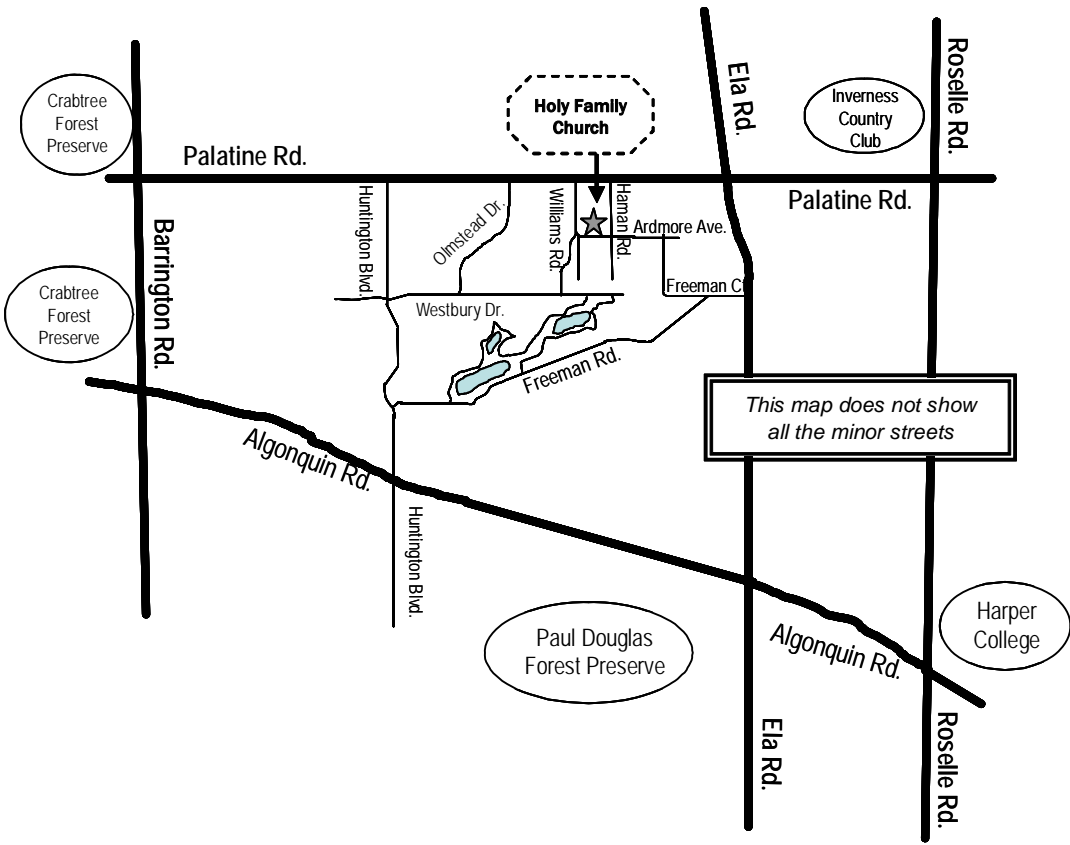 Crabtree
Forest
Preserve
Holy Family
Church
Ela Rd.
Inverness
Country
Club
Roselle Rd.
Palatine Rd.
Palatine Rd.
Barrington Rd.
Huntington Blvd.
Olmstead Dr.
Williams Rd.
Haman Rd.
Ardmore Ave.
Crabtree
Forest
Preserve
Freeman Ct
Westbury Dr.
Freeman Rd.
This map does not show
all the minor streets
Algonquin Rd.
Huntington Blvd.
Paul Douglas
Forest Preserve
Algonquin Rd.
Harper
College
Ela Rd.
Roselle Rd.